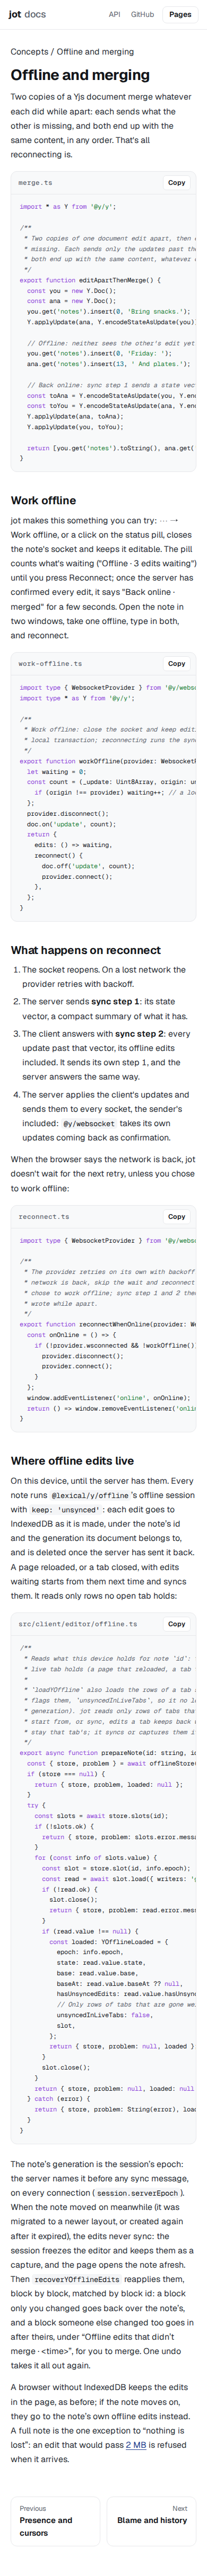 jot docs
API GitHub Pages
Concepts / Offline and merging
Offline and merging
Two copies of a Yjs document merge whatever
each did while apart: each sends what the
other is missing, and both end up with the
same content, in any order. That's all
reconnecting is.
merge.ts Copy
import * as Y from '@y/y';
/**
* Two copies of one document edit apart, then
* missing. Each sends only the updates past the
* both end up with the same content, whatever
*/
export function editApartThenMerge() {
const you = new Y.Doc();
const ana = new Y.Doc();
you.get('notes').insert(0, 'Bring snacks.');
Y.applyUpdate(ana, Y.encodeStateAsUpdate(you)
// Offline: neither sees the other's edit yet
you.get('notes').insert(0, 'Friday: ');
ana.get('notes').insert(13, ' And plates.');
// Back online: sync step 1 sends a state vec
const toAna = Y.encodeStateAsUpdate(you, Y.en
const toYou = Y.encodeStateAsUpdate(ana, Y.en
Y.applyUpdate(ana, toAna);
Y.applyUpdate(you, toYou);
return [you.get('notes').toString(), ana.get(
}
Work offline
jot makes this something you can try: ··· →
Work offline, or a click on the status pill, closes
the note's socket and keeps it editable. The pill
counts what's waiting ("Offline · 3 edits waiting")
until you press Reconnect; once the server has
confirmed every edit, it says "Back online ·
merged" for a few seconds. Open the note in
two windows, take one offline, type in both,
and reconnect.
work-offline.ts Copy
import type { WebsocketProvider } from '@y/webs
import type * as Y from '@y/y';
/**
* Work offline: close the socket and keep edit
* local transaction; reconnecting runs the syn
*/
export function workOffline(provider: Websocket
let waiting = 0;
const count = (_update: Uint8Array, origin: u
if (origin !== provider) waiting++; // a lo
};
provider.disconnect();
doc.on('update', count);
return {
edits: () => waiting,
reconnect() {
doc.off('update', count);
provider.connect();
},
};
}
What happens on reconnect
1. The socket reopens. On a lost network the
provider retries with backoff.
2. The server sends sync step 1: its state
vector, a compact summary of what it has.
3. The client answers with sync step 2: every
update past that vector, its offline edits
included. It sends its own step 1, and the
server answers the same way.
4. The server applies the client's updates and
sends them to every socket, the sender's
included: @y/websocket takes its own
updates coming back as confirmation.
When the browser says the network is back, jot
doesn't wait for the next retry, unless you chose
to work offline:
reconnect.ts Copy
import type { WebsocketProvider } from '@y/webs
/**
* The provider retries on its own with backoff
* network is back, skip the wait and reconnect
* chose to work offline; sync step 1 and 2 the
* wrote while apart.
*/
export function reconnectWhenOnline(provider: W
const onOnline = () => {
if (!provider.wsconnected && !workOffline()
provider.disconnect();
provider.connect();
}
};
window.addEventListener('online', onOnline);
return () => window.removeEventListener('onli
}
Where offline edits live
On this device, until the server has them. Every
note runs @lexical/y/offline 's offline session
with keep: 'unsynced' : each edit goes to
IndexedDB as it is made, under the note's id
and the generation its document belongs to,
and is deleted once the server has sent it back.
A page reloaded, or a tab closed, with edits
waiting starts from them next time and syncs
them. It reads only rows no open tab holds:
src/client/editor/offline.ts Copy
/**
* Reads what this device holds for note `id`:
* live tab holds (a page that reloaded, a tab
*
* `loadYOffline` also loads the rows of a tab
* flags them, `unsyncedInLiveTabs`, so it no l
* generation). jot reads only rows of tabs tha
* start from, or sync, edits a tab keeps back
* stay that tab's; it syncs or captures them i
*/
export async function prepareNote(id: string, i
const { store, problem } = await offlineStore
if (store === null) {
return { store, problem, loaded: null };
}
try {
const slots = await store.slots(id);
if (!slots.ok) {
return { store, problem: slots.error.mess
}
for (const info of slots.value) {
const slot = store.slot(id, info.epoch);
const read = await slot.load({ writers: '
if (!read.ok) {
slot.close();
return { store, problem: read.error.mes
}
if (read.value !== null) {
const loaded: YOfflineLoaded = {
epoch: info.epoch,
state: read.value.state,
base: read.value.base,
baseAt: read.value.baseAt ?? null,
hasUnsyncedEdits: read.value.hasUnsyn
// Only rows of tabs that are gone we
unsyncedInLiveTabs: false,
slot,
};
return { store, problem: null, loaded }
}
slot.close();
}
return { store, problem: null, loaded: null
} catch (error) {
return { store, problem: String(error), loa
}
}
The note's generation is the session's epoch:
the server names it before any sync message,
on every connection ( session.serverEpoch ).
When the note moved on meanwhile (it was
migrated to a newer layout, or created again
after it expired), the edits never sync: the
session freezes the editor and keeps them as a
capture, and the page opens the note afresh.
Then recoverYOfflineEdits reapplies them,
block by block, matched by block id: a block
only you changed goes back over the note's,
and a block someone else changed too goes in
after theirs, under "Offline edits that didn't
merge · <time>", for you to merge. One undo
takes it all out again.
A browser without IndexedDB keeps the edits
in the page, as before; if the note moves on,
they go to the note's own offline edits instead.
A full note is the one exception to "nothing is
lost": an edit that would pass 2 MB is refused
when it arrives.
Previous
Presence and
cursors
Next
Blame and history